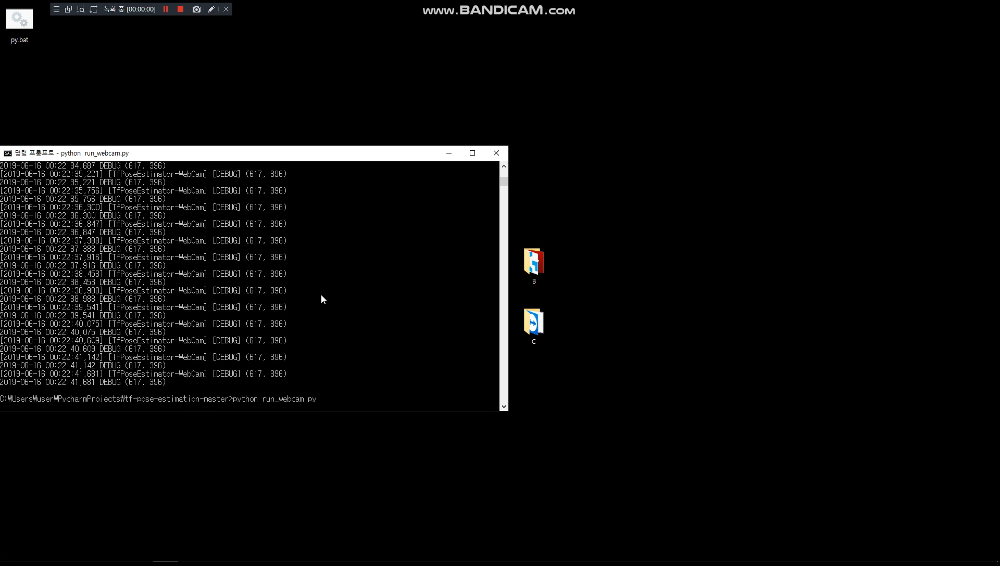 녹화 중 [00:00:00]
www.BANDICAM.com
py.bat
명령 프롬프트 - python  run_webcam.py
2019-06-16 00:22:34,687 DEBUG (617, 396)
[2019-06-16 00:22:35,221] [TfPoseEstimator-WebCam] [DEBUG] (617, 396)
2019-06-16 00:22:35,221 DEBUG (617, 396)
[2019-06-16 00:22:35,756] [TfPoseEstimator-WebCam] [DEBUG] (617, 396)
2019-06-16 00:22:35,756 DEBUG (617, 396)
[2019-06-16 00:22:36,300] [TfPoseEstimator-WebCam] [DEBUG] (617, 396)
2019-06-16 00:22:36,300 DEBUG (617, 396)
[2019-06-16 00:22:36,847] [TfPoseEstimator-WebCam] [DEBUG] (617, 396)
2019-06-16 00:22:36,847 DEBUG (617, 396)
[2019-06-16 00:22:37,388] [TfPoseEstimator-WebCam] [DEBUG] (617, 396)
2019-06-16 00:22:37,388 DEBUG (617, 396)
[2019-06-16 00:22:37,916] [TfPoseEstimator-WebCam] [DEBUG] (617, 396)
2019-06-16 00:22:37,916 DEBUG (617, 396)
[2019-06-16 00:22:38,453] [TfPoseEstimator-WebCam] [DEBUG] (617, 396)
2019-06-16 00:22:38,453 DEBUG (617, 396)
[2019-06-16 00:22:38,988] [TfPoseEstimator-WebCam] [DEBUG] (617, 396)
2019-06-16 00:22:38,988 DEBUG (617, 396)
[2019-06-16 00:22:39,541] [TfPoseEstimator-WebCam] [DEBUG] (617, 396)
2019-06-16 00:22:39,541 DEBUG (617, 396)
[2019-06-16 00:22:40,075] [TfPoseEstimator-WebCam] [DEBUG] (617, 396)
2019-06-16 00:22:40,075 DEBUG (617, 396)
[2019-06-16 00:22:40,609] [TfPoseEstimator-WebCam] [DEBUG] (617, 396)
2019-06-16 00:22:40,609 DEBUG (617, 396)
[2019-06-16 00:22:41,142] [TfPoseEstimator-WebCam] [DEBUG] (617, 396)
2019-06-16 00:22:41,142 DEBUG (617, 396)
[2019-06-16 00:22:41,681] [TfPoseEstimator-WebCam] [DEBUG] (617, 396)
2019-06-16 00:22:41,681 DEBUG (617, 396)
C:₩Users₩user₩PycharmProjects₩tf-pose-estimation-master>python run_webcam.py
B
C